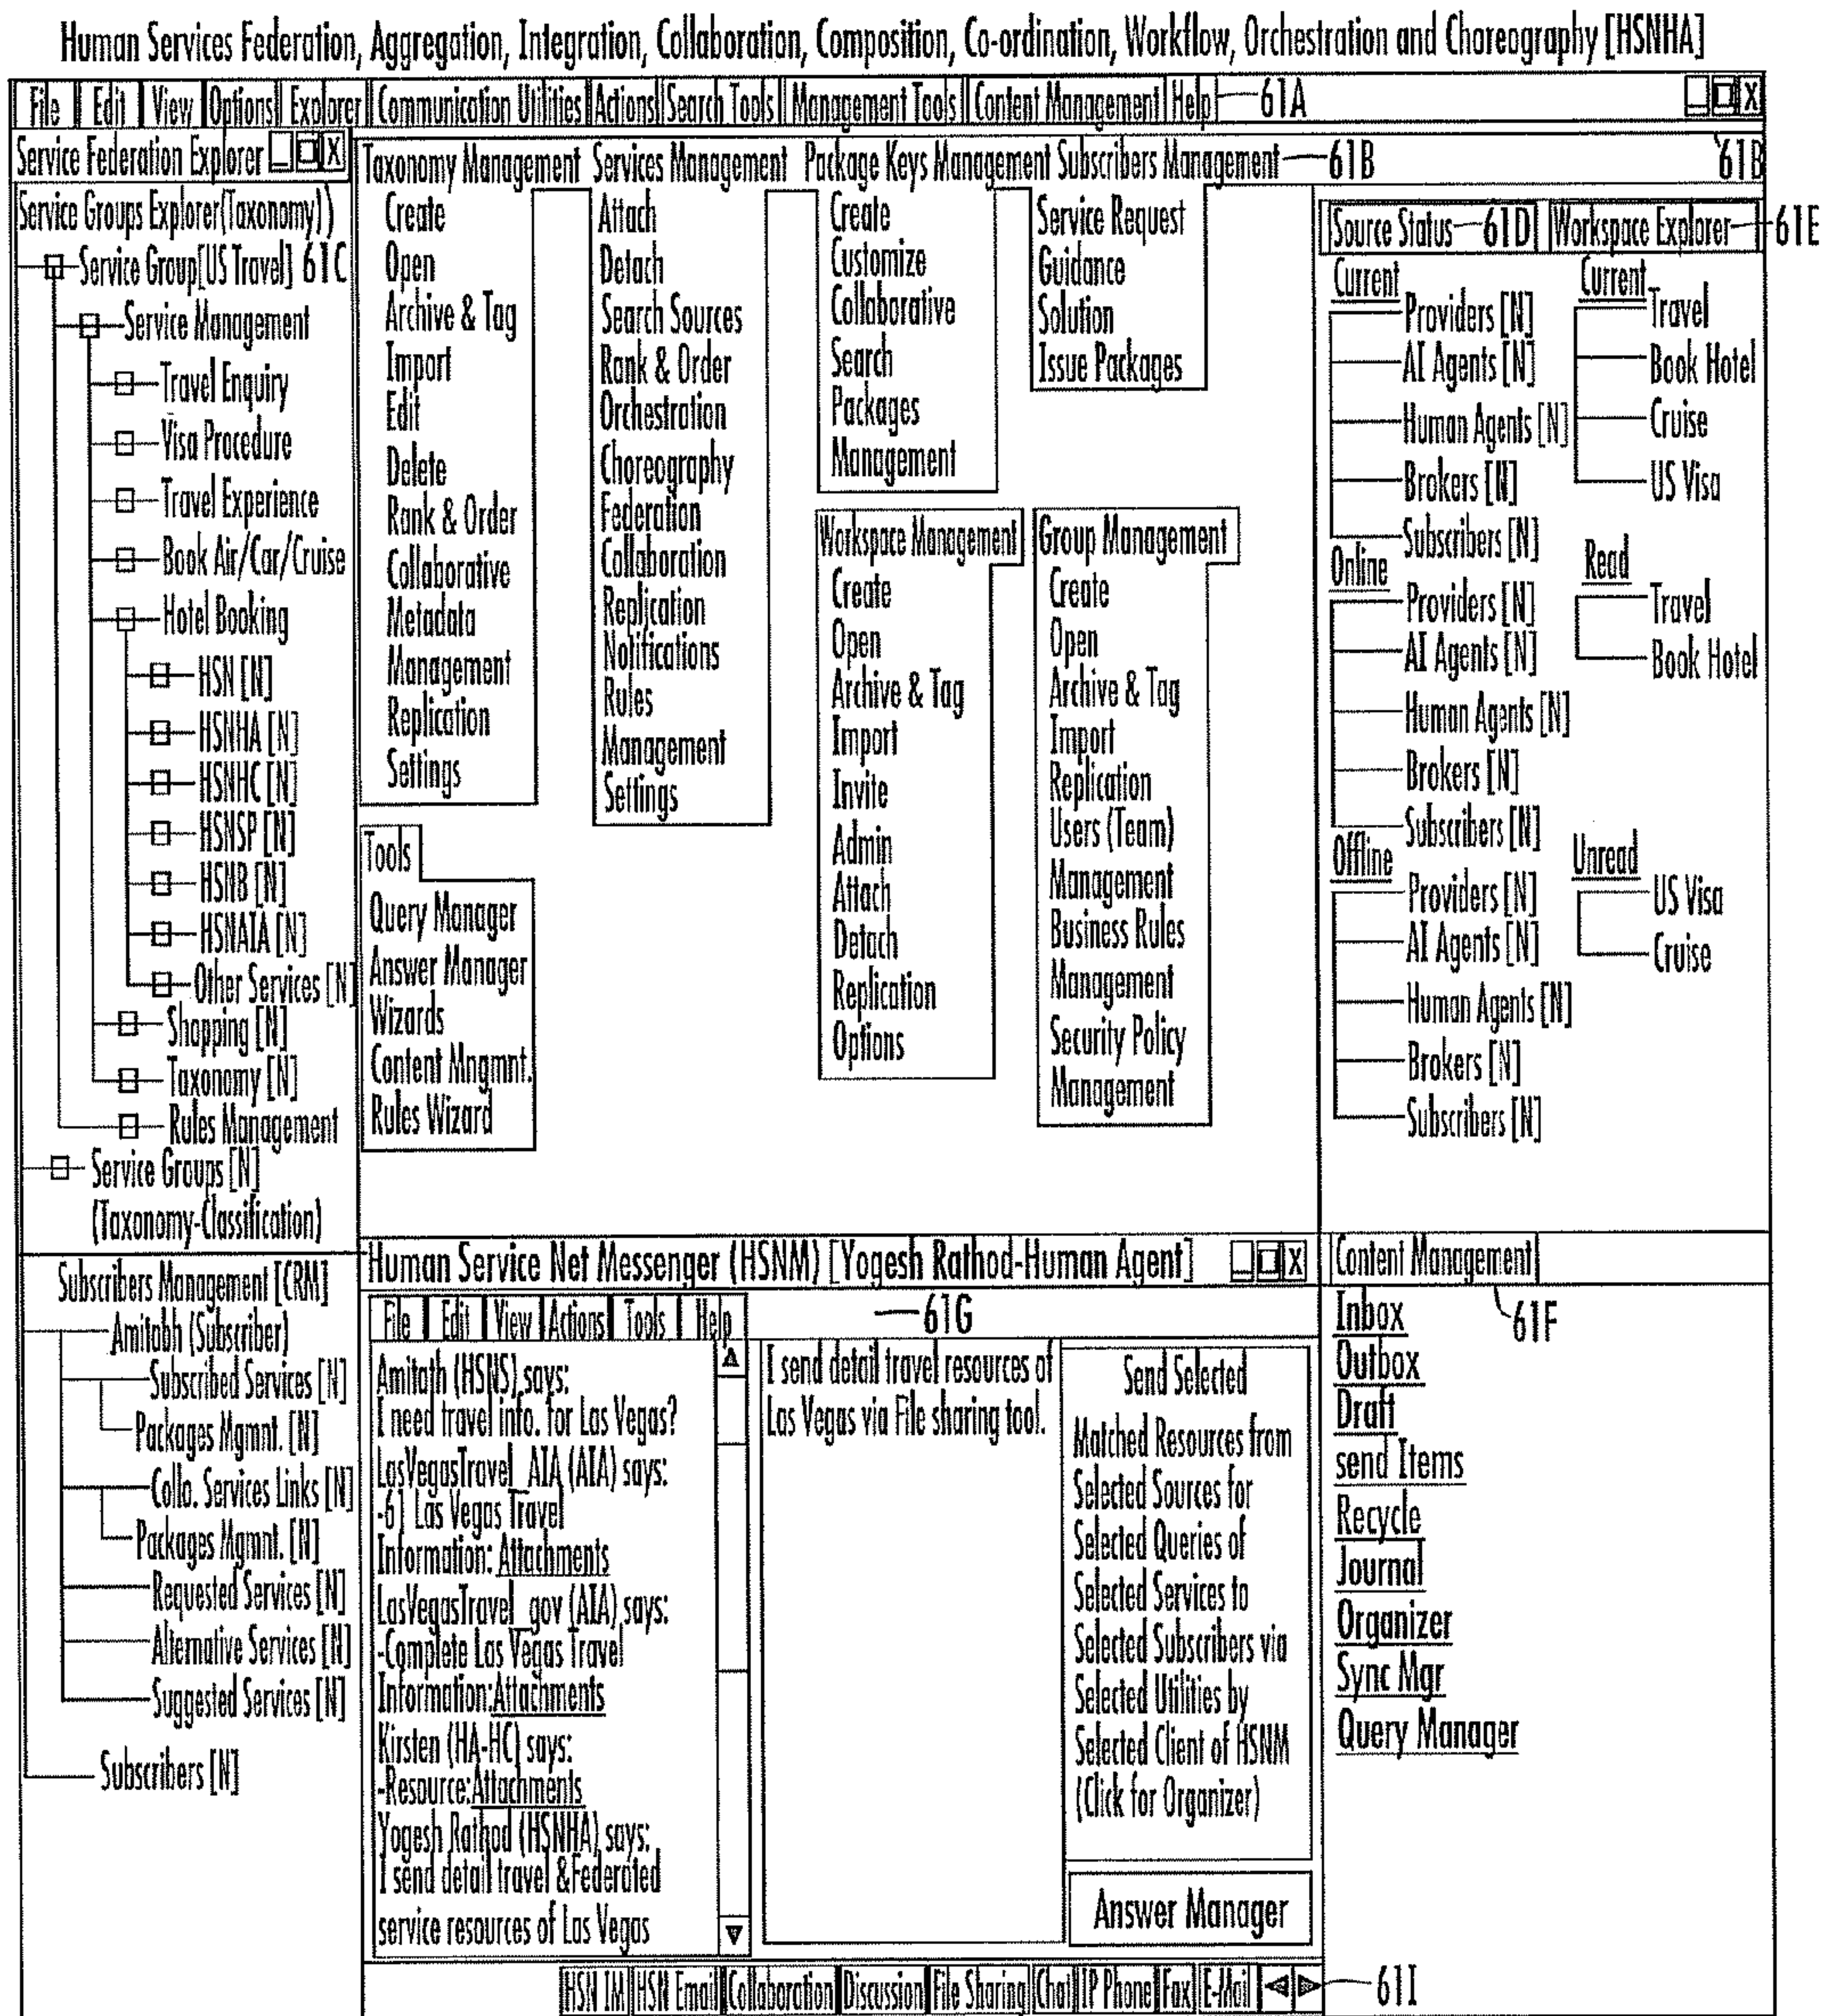 Human Services Federation, Aggregation, Integration, Collaboration, Composition, Co-ordination, Workflow, Orchestration and Choreography [HSNHA]
File Edit View Options Explorer Communication Utilities Actions Search Tools Management Tools Content Management Help 61A
Service Federation Explorer
Service Groups Explorer(Taxonomy))
Service Group[US Travel] 61C
Service Management
Travel Enquiry
Visa Procedure
Travel Experience
Book Air/Car/Cruise
Hotel Booking
HSN [N]
HSNHA [N]
HSNHC [N]
HSNSP [N]
HSNB [N]
HSNAIA [N]
Other Services [N]
Shopping [N]
Taxonomy [N]
Rules Management
Service Groups [N]
(Taxonomy-Classification)
Taxonomy Management Services Management Package Keys Management Subscribers Management 61B
61B
Create
Open
Archive & Tag
Import
Edit
Delete
Rank & Order
Collaborative
Metadata
Management
Replication
Settings
Attach
Detach
Search Sources
Rank & Order
Orchestration
Choreography
Federation
Collaboration
Replication
Notifications
Rules
Management
Settings
Create
Customize
Collaborative
Search
Packages
Management
Service Request
Guidance
Solution
Issue Packages
Tools
Query Manager
Answer Manager
Wizards
Content Mngmnt.
Rules Wizard
Workspace Management
Create
Open
Archive & Tag
Import
Invite
Admin
Attach
Detach
Replication
Options
Group Management
Create
Open
Archive & Tag
Import
Replication
Users (Team)
Management
Business Rules
Management
Security Policy
Management
Source Status 61D
Current
Providers [N]
AI Agents [N]
Human Agents [N]
Brokers [N]
Subscribers [N]
Online
Providers [N]
AI Agents [N]
Human Agents [N]
Brokers [N]
Subscribers [N]
Offline
Providers [N]
AI Agents [N]
Human Agents [N]
Brokers [N]
Subscribers [N]
Workspace Explorer 61E
Current
Travel
Book Hotel
Cruise
US Visa
Read
Travel
Book Hotel
Unread
US Visa
Cruise
Subscribers Management [CRM]
Amitabh (Subscriber)
Subscribed Services [N]
Packages Mgmnt. [N]
Collo. Services Links [N]
Packages Mgmnt. [N]
Requested Services [N]
Alternative Services [N]
Suggested Services [N]
Subscribers [N]
Human Service Net Messenger (HSNM) [Yogesh Rathod-Human Agent]
File Edit View Actions Tools Help 61G
Amitath (HSNS) says:
I need travel info. for Las Vegas?
LasVegasTravel_AIA (AIA) says:
-61 Las Vegas Travel
Information: Attachments
LasVegasTravel_gov (AIA) says:
-Complete Las Vegas Travel
Information:Attachments
Kirsten (HA-HC) says:
-Resource:Attachments
Yogesh Rathod (HSNHA) says:
I send detail travel &Federated
service resources of Las Vegas
I send detail travel resources of
Las Vegas via File sharing tool.
Send Selected
Matched Resources from
Selected Sources for
Selected Queries of
Selected Services to
Selected Subscribers via
Selected Utilities by
Selected Client of HSNM
(Click for Organizer)
Answer Manager
HSN IM HSN Email Collaboration Discussion File Sharing Chat IP Phone Fax E-Mai 61I
Content Management
61F
Inbox
Outbox
Draft
send Items
Recycle
Journal
Organizer
Sync Mgr
Query Manager